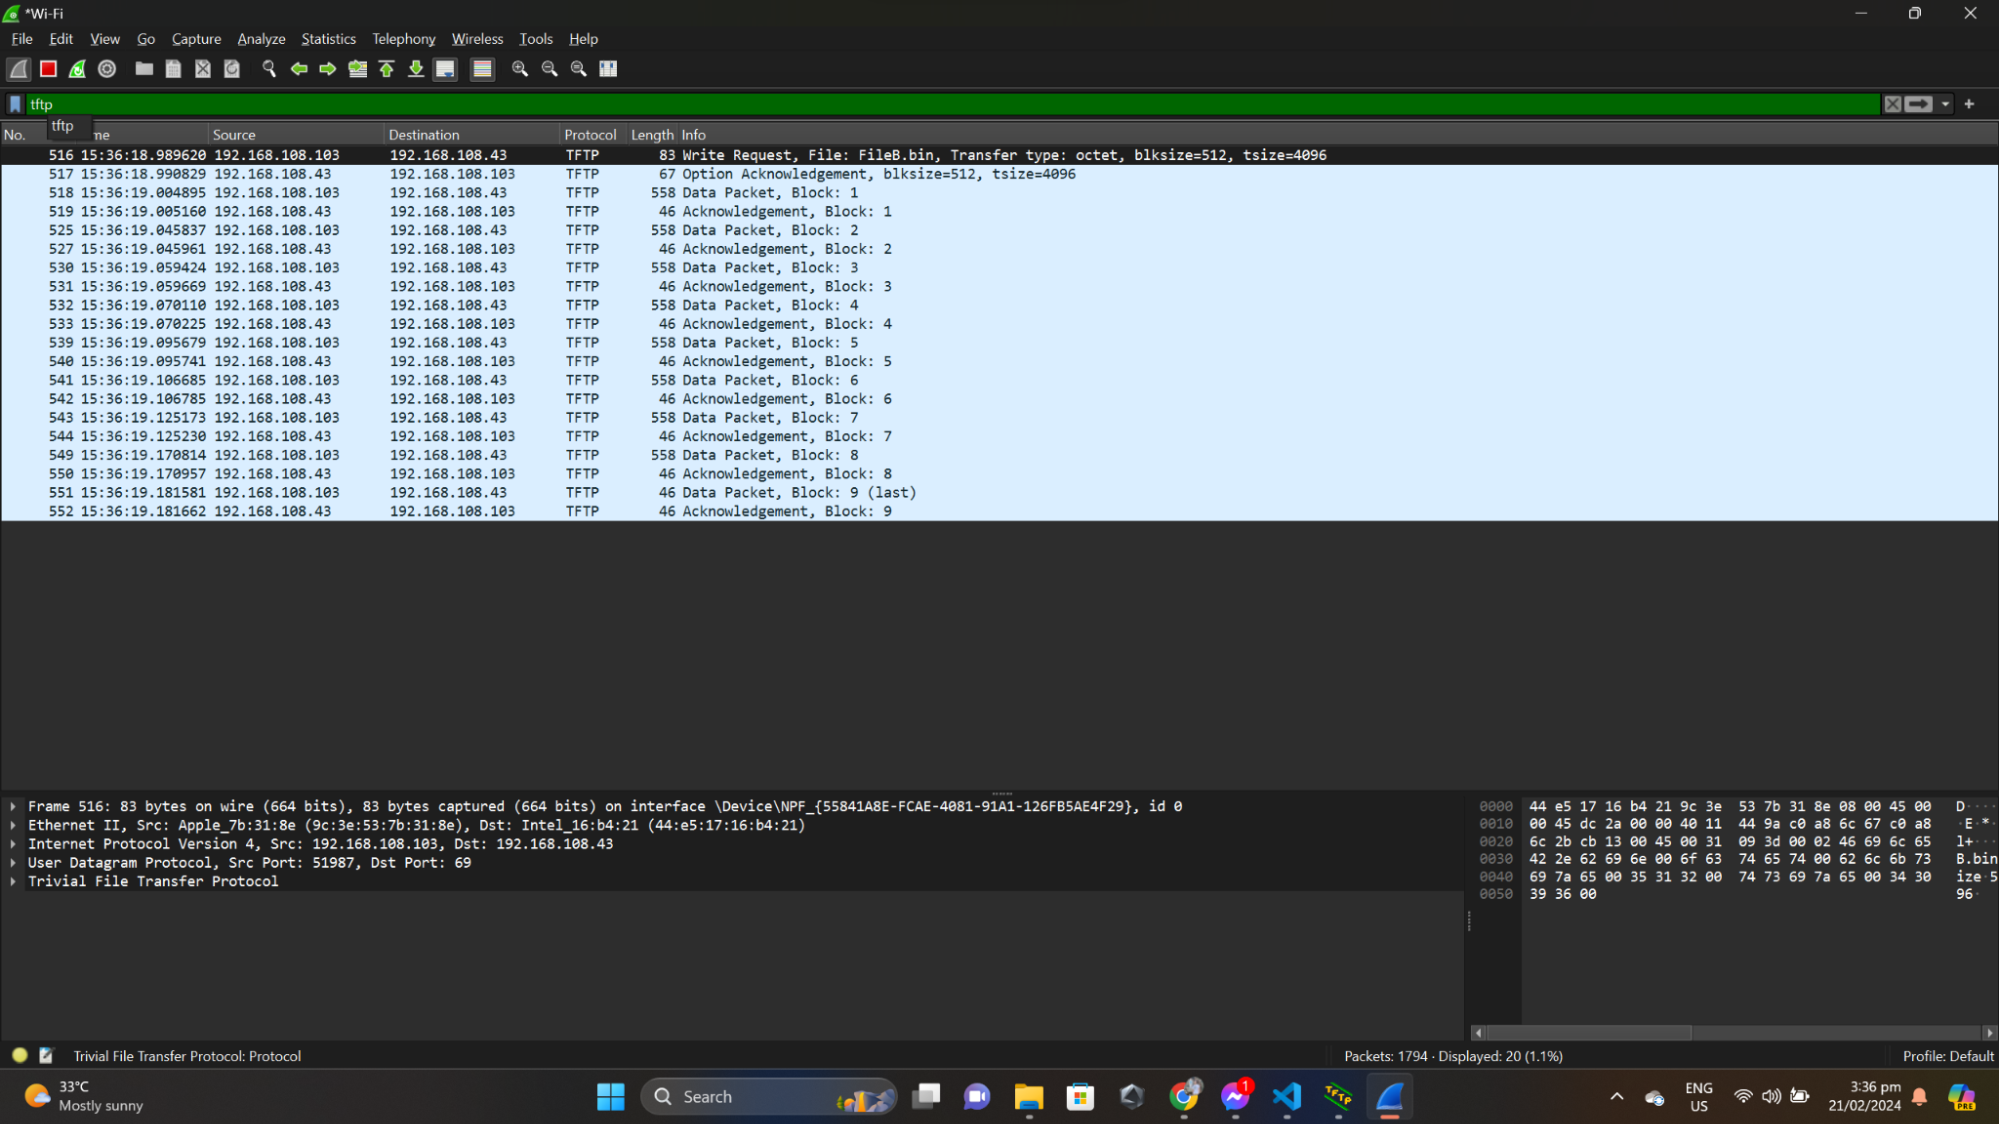 *Wi-Fi
File Edit View Go Capture Analyze Statistics Telephony Wireless Tools Help
tftp
tftp
No. me Source Destination Protocol Length Info
516 15:36:18.989620 192.168.108.103 192.168.108.43 TFTP 83 Write Request, File: FileB.bin, Transfer type: octet, blksize=512, tsize=4096
517 15:36:18.990829 192.168.108.43 192.168.108.103 TFTP 67 Option Acknowledgement, blksize=512, tsize=4096
518 15:36:19.004895 192.168.108.103 192.168.108.43 TFTP 558 Data Packet, Block: 1
519 15:36:19.005160 192.168.108.43 192.168.108.103 TFTP 46 Acknowledgement, Block: 1
525 15:36:19.045837 192.168.108.103 192.168.108.43 TFTP 558 Data Packet, Block: 2
527 15:36:19.045961 192.168.108.43 192.168.108.103 TFTP 46 Acknowledgement, Block: 2
530 15:36:19.059424 192.168.108.103 192.168.108.43 TFTP 558 Data Packet, Block: 3
531 15:36:19.059669 192.168.108.43 192.168.108.103 TFTP 46 Acknowledgement, Block: 3
532 15:36:19.070110 192.168.108.103 192.168.108.43 TFTP 558 Data Packet, Block: 4
533 15:36:19.070225 192.168.108.43 192.168.108.103 TFTP 46 Acknowledgement, Block: 4
539 15:36:19.095679 192.168.108.103 192.168.108.43 TFTP 558 Data Packet, Block: 5
540 15:36:19.095741 192.168.108.43 192.168.108.103 TFTP 46 Acknowledgement, Block: 5
541 15:36:19.106685 192.168.108.103 192.168.108.43 TFTP 558 Data Packet, Block: 6
542 15:36:19.106785 192.168.108.43 192.168.108.103 TFTP 46 Acknowledgement, Block: 6
543 15:36:19.125173 192.168.108.103 192.168.108.43 TFTP 558 Data Packet, Block: 7
544 15:36:19.125230 192.168.108.43 192.168.108.103 TFTP 46 Acknowledgement, Block: 7
549 15:36:19.170814 192.168.108.103 192.168.108.43 TFTP 558 Data Packet, Block: 8
550 15:36:19.170957 192.168.108.43 192.168.108.103 TFTP 46 Acknowledgement, Block: 8
551 15:36:19.181581 192.168.108.103 192.168.108.43 TFTP 46 Data Packet, Block: 9 (last)
552 15:36:19.181662 192.168.108.43 192.168.108.103 TFTP 46 Acknowledgement, Block: 9
Frame 516: 83 bytes on wire (664 bits), 83 bytes captured (664 bits) on interface \Device\NPF_{55841A8E-FCAE-4081-91A1-126FB5AE4F29}, id 0
Ethernet II, Src: Apple_7b:31:8e (9c:3e:53:7b:31:8e), Dst: Intel_16:b4:21 (44:e5:17:16:b4:21)
Internet Protocol Version 4, Src: 192.168.108.103, Dst: 192.168.108.43
User Datagram Protocol, Src Port: 51987, Dst Port: 69
Trivial File Transfer Protocol
0000 44 e5 17 16 b4 21 9c 3e 53 7b 31 8e 08 00 45 00 D····
0010 00 45 dc 2a 00 00 40 11 44 9a c0 a8 6c 67 c0 a8 ·E·*·
0020 6c 2b cb 13 00 45 00 31 09 3d 00 02 46 69 6c 65 l+···
0030 42 2e 62 69 6e 00 6f 63 74 65 74 00 62 6c 6b 73 B.bin
0040 69 7a 65 00 35 31 32 00 74 73 69 7a 65 00 34 30 ize·5
0050 39 36 00 96·
Trivial File Transfer Protocol: Protocol
Packets: 1794 · Displayed: 20 (1.1%)
Profile: Default
33°C
Mostly sunny
Search
1
TFTP
ENG
US
3:36 pm
21/02/2024
PRE